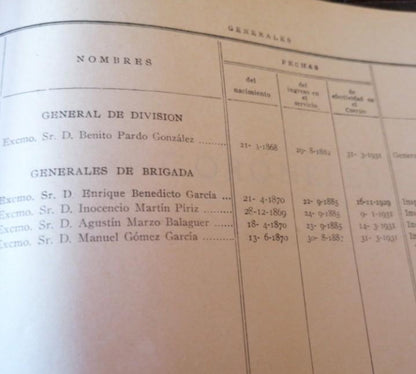 GENERALES
NOMBRES
FECHAS
del nacimiento
del ingreso en el servicio
de efectividad en el Cuerpo
GENERAL DE DIVISION
Excmo. Sr. D. Benito Pardo González ......... 21- 3-1868 29- 8-1882 31- 3-1931
GENERALES DE BRIGADA
Excmo. Sr. D. Enrique Benedicto García ... 21- 4-1870 22- 9-1885 16-11-1929
Excmo. Sr. D. Inocencio Martín Píriz ......... 28-12-1869 24- 9-1885 9- 1-1931
Excmo. Sr. D. Agustín Marzo Balaguer ...... 18- 4-1870 23- 9-1885 14- 3-1931
Excmo. Sr. D. Manuel Gómez García ......... 13- 6-1870 30- 8-1887 31- 3-1931